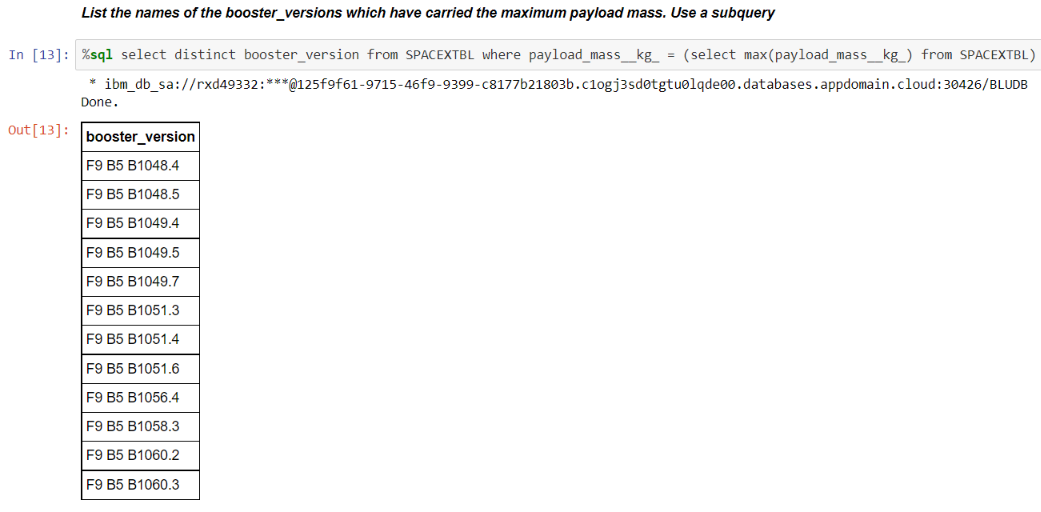 List the names of the booster_versions which have carried the maximum payload mass. Use a subquery
In [13]: %sql select distinct booster_version from SPACEXTBL where payload_mass__kg_ = (select max(payload_mass__kg_) from SPACEXTBL)
* ibm_db_sa://rxd49332:***@125f9f61-9715-46f9-9399-c8177b21803b.c1ogj3sd0tgtu0lqde00.databases.appdomain.cloud:30426/BLUDB
Done.
Out[13]: booster_version
F9 B5 B1048.4
F9 B5 B1048.5
F9 B5 B1049.4
F9 B5 B1049.5
F9 B5 B1049.7
F9 B5 B1051.3
F9 B5 B1051.4
F9 B5 B1051.6
F9 B5 B1056.4
F9 B5 B1058.3
F9 B5 B1060.2
F9 B5 B1060.3